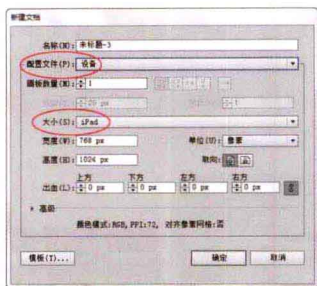 新建文档
名称(N): 未标题-3
配置文件(P): 设备
画板数量(M): 1
20 px
大小(S): iPad
宽度(W): 768 px 单位(U): 像素
高度(H): 1024 px 取向:
上方 下方 左方 右方
出血(L): 0 px 0 px 0 px 0 px
高级
颜色模式:RGB, PPI:72, 对齐像素网格:否
模板(T)... 确定 取消